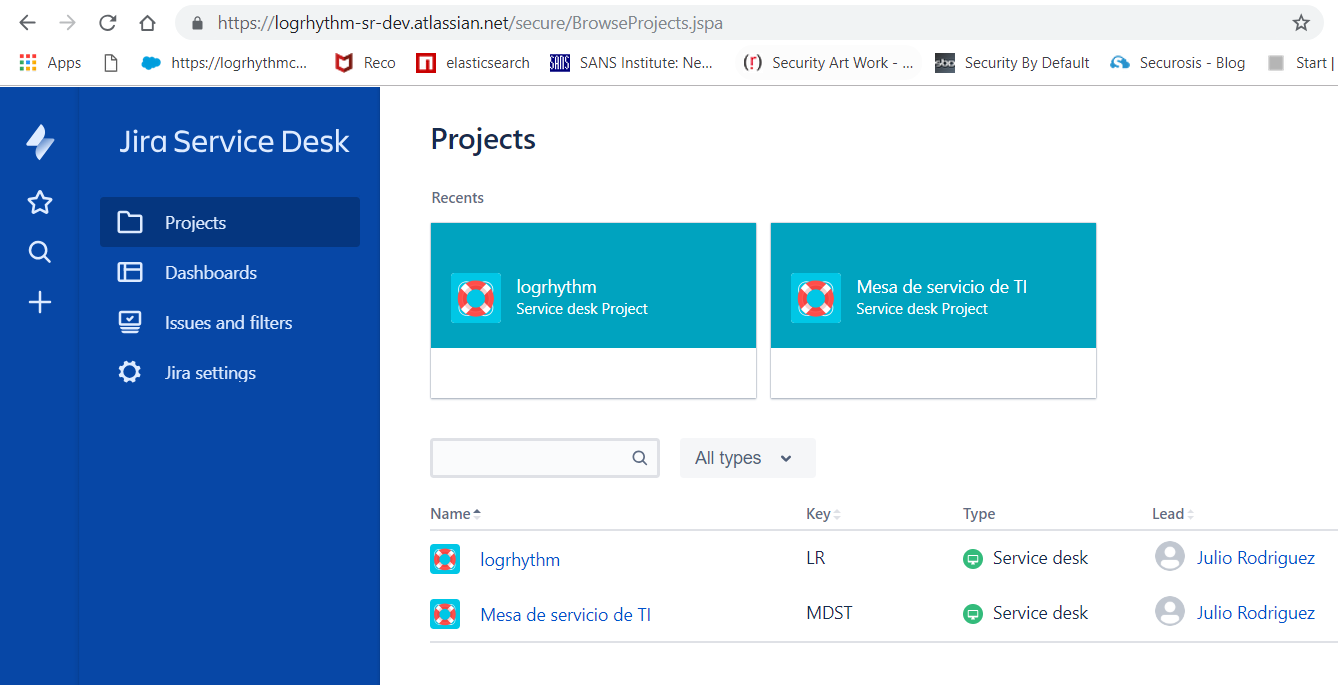 https://logrhythm-sr-dev.atlassian.net/secure/BrowseProjects.jspa
Apps https://logrhythmc... Reco elasticsearch SANS Institute: Ne... Security Art Work - ... Security By Default Securosis - Blog Start |
Jira Service Desk
Projects
Dashboards
Issues and filters
Jira settings
Projects
Recents
logrhythm
Service desk Project
Mesa de servicio de TI
Service desk Project
All types
Name Key Type Lead
logrhythm LR Service desk Julio Rodriguez
Mesa de servicio de TI MDST Service desk Julio Rodriguez